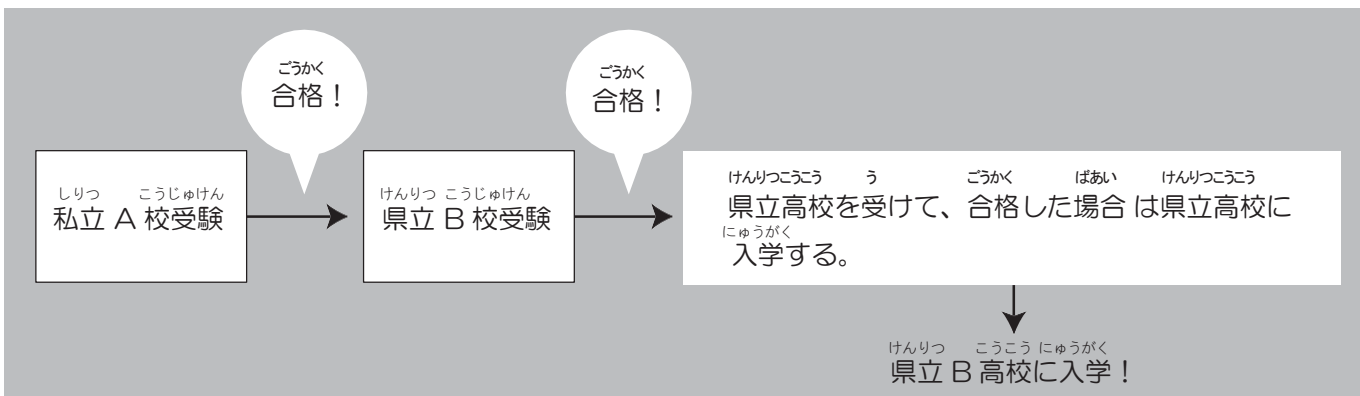 ごうかく
合格！
ごうかく
合格！
しりつ こうじゅけん
私立 A 校受験
けんりつ こうじゅけん
県立 B 校受験
けんりつこうこう う ごうかく ばあい けんりつこうこう
県立高校を受けて、合格した場合 は県立高校に
にゅうがく
入学する。
けんりつ こうこう にゅうがく
県立 B 高校に入学！